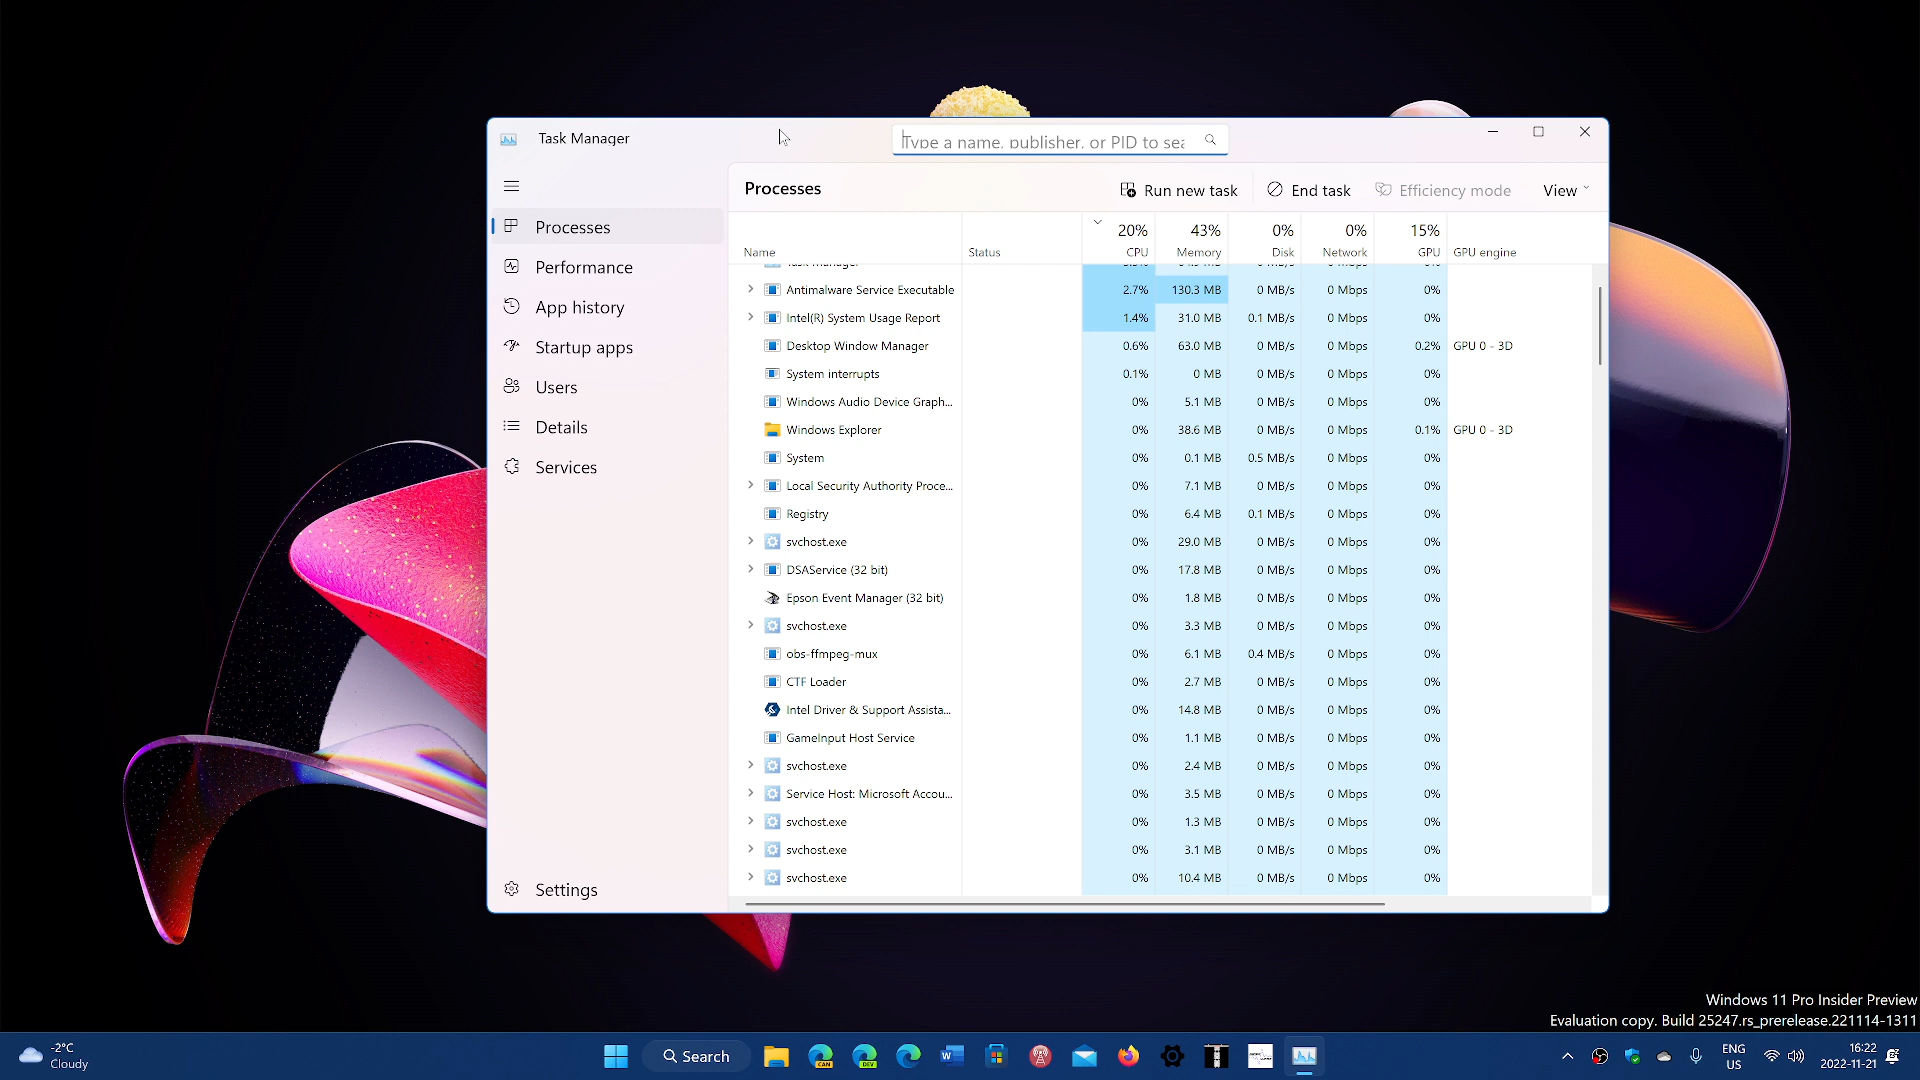 Task Manager
Type a name, publisher, or PID to sea
Processes
Run new task
End task
Efficiency mode
View
Processes
Performance
App history
Startup apps
Users
Details
Services
Settings
20% 43% 0% 0% 15%
Name Status CPU Memory Disk Network GPU GPU engine
Antimalware Service Executable 2.7% 130.3 MB 0 MB/s 0 Mbps 0%
Intel(R) System Usage Report 1.4% 31.0 MB 0.1 MB/s 0 Mbps 0%
Desktop Window Manager 0.6% 63.0 MB 0 MB/s 0 Mbps 0.2% GPU 0 - 3D
System interrupts 0.1% 0 MB 0 MB/s 0 Mbps 0%
Windows Audio Device Graph... 0% 5.1 MB 0 MB/s 0 Mbps 0%
Windows Explorer 0% 38.6 MB 0 MB/s 0 Mbps 0.1% GPU 0 - 3D
System 0% 0.1 MB 0.5 MB/s 0 Mbps 0%
Local Security Authority Proce... 0% 7.1 MB 0 MB/s 0 Mbps 0%
Registry 0% 6.4 MB 0.1 MB/s 0 Mbps 0%
svchost.exe 0% 29.0 MB 0 MB/s 0 Mbps 0%
DSAService (32 bit) 0% 17.8 MB 0 MB/s 0 Mbps 0%
Epson Event Manager (32 bit) 0% 1.8 MB 0 MB/s 0 Mbps 0%
svchost.exe 0% 3.3 MB 0 MB/s 0 Mbps 0%
obs-ffmpeg-mux 0% 6.1 MB 0.4 MB/s 0 Mbps 0%
CTF Loader 0% 2.7 MB 0 MB/s 0 Mbps 0%
Intel Driver & Support Assista... 0% 14.8 MB 0 MB/s 0 Mbps 0%
GameInput Host Service 0% 1.1 MB 0 MB/s 0 Mbps 0%
svchost.exe 0% 2.4 MB 0 MB/s 0 Mbps 0%
Service Host: Microsoft Accou... 0% 3.5 MB 0 MB/s 0 Mbps 0%
svchost.exe 0% 1.3 MB 0 MB/s 0 Mbps 0%
svchost.exe 0% 3.1 MB 0 MB/s 0 Mbps 0%
svchost.exe 0% 10.4 MB 0 MB/s 0 Mbps 0%
Windows 11 Pro Insider Preview
Evaluation copy. Build 25247.rs_prerelease.221114-1311
-2°C
Cloudy
Search
CAN
DEV
ENG
US
16:22
2022-11-21